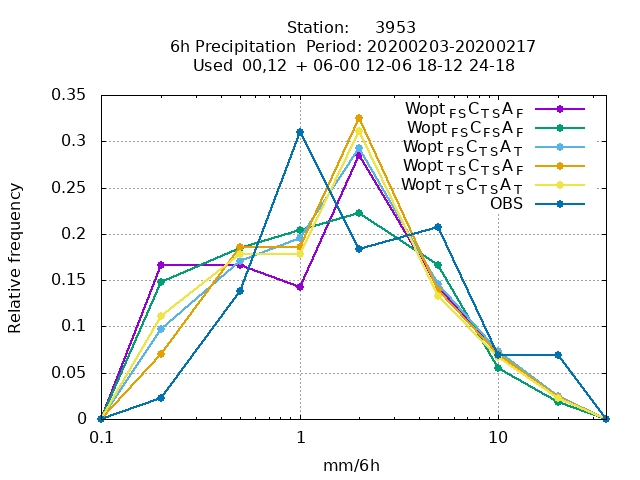 Station:     3953
6h Precipitation  Period: 20200203-20200217
Used  00,12  + 06-00 12-06 18-12 24-18
Relative frequency
0.35
0.3
0.25
0.2
0.15
0.1
0.05
0
Wopt FS C TS A F
Wopt FS C FS A F
Wopt FS C TS A T
Wopt TS C TS A F
Wopt TS C TS A T
OBS
0.1 1 10
mm/6h